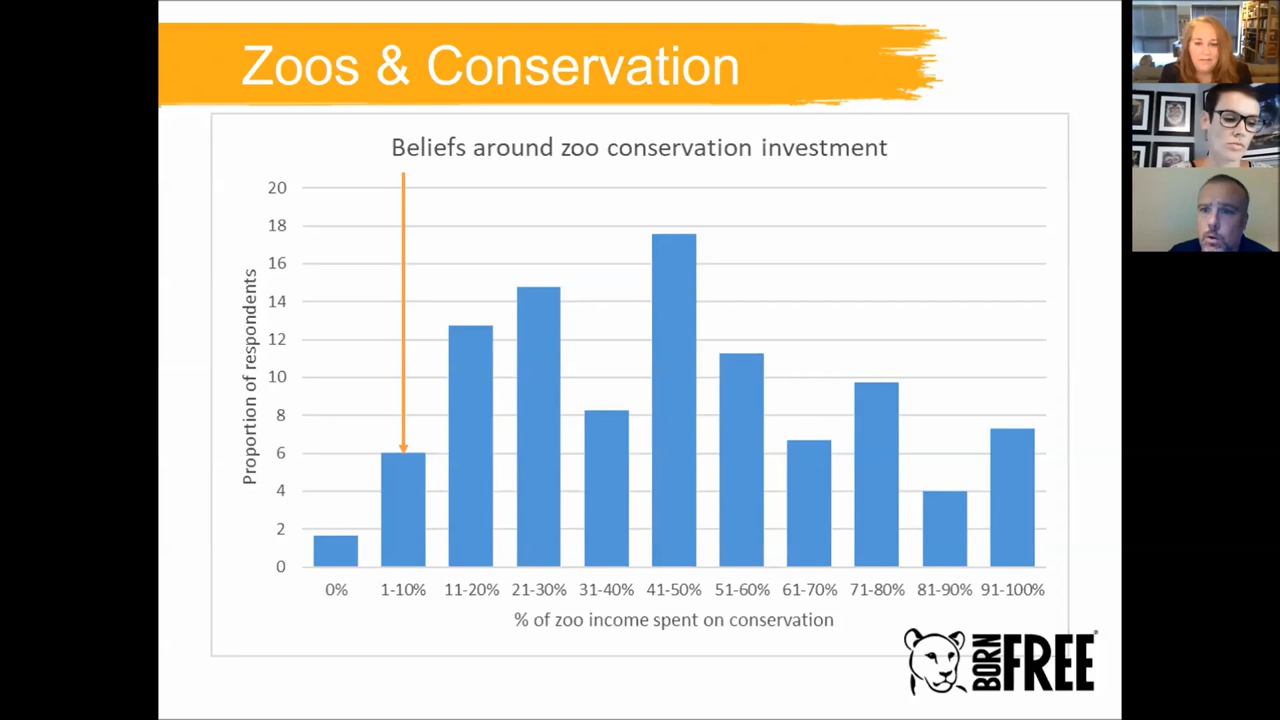 Zoos & Conservation
Beliefs around zoo conservation investment
20
18
16
14
12
10
8
6
4
2
0
Proportion of respondents
0% 1-10% 11-20% 21-30% 31-40% 41-50% 51-60% 61-70% 71-80% 81-90% 91-100%
% of zoo income spent on conservation
BORN FREE®